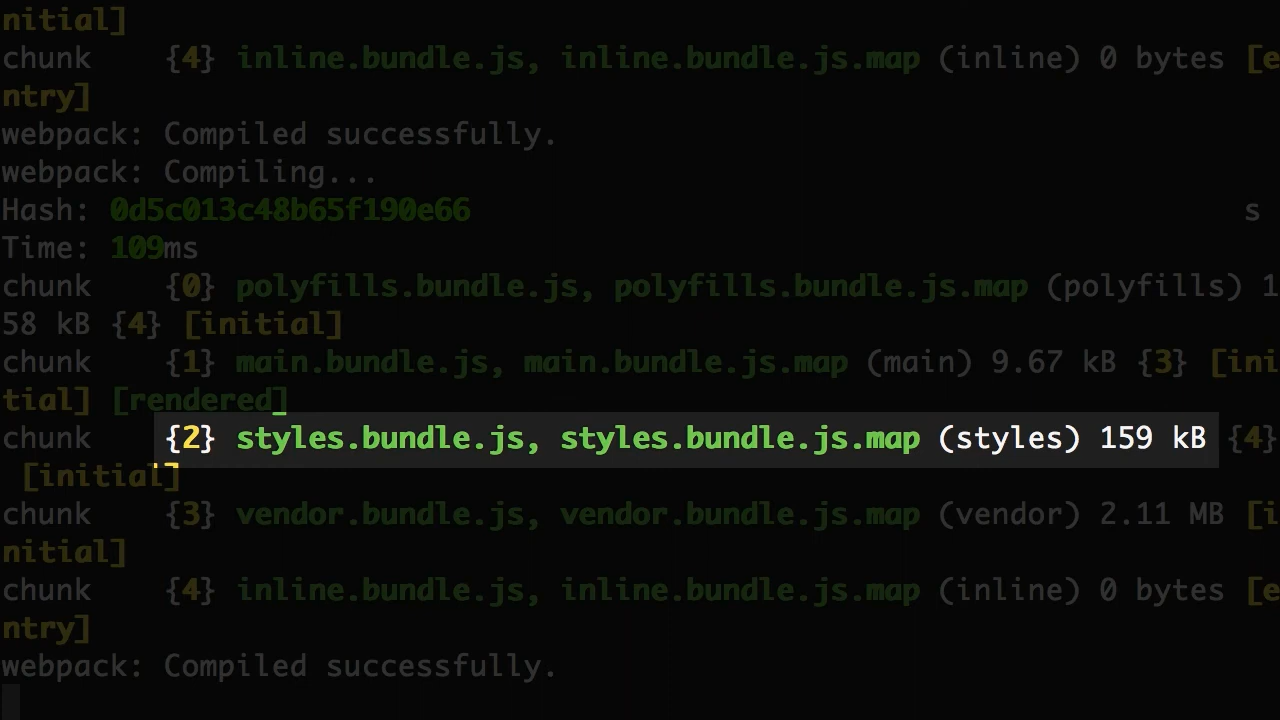 nitial]
chunk    {4} inline.bundle.js, inline.bundle.js.map (inline) 0 bytes [e
ntry]
webpack: Compiled successfully.
webpack: Compiling...
Hash: 0d5c013c48b65f190e66 s
Time: 109ms
chunk    {0} polyfills.bundle.js, polyfills.bundle.js.map (polyfills) 1
58 kB {4} [initial]
chunk    {1} main.bundle.js, main.bundle.js.map (main) 9.67 kB {3} [ini
tial] [rendered]
chunk    {2} styles.bundle.js, styles.bundle.js.map (styles) 159 kB {4}
 [initial]
chunk    {3} vendor.bundle.js, vendor.bundle.js.map (vendor) 2.11 MB [i
nitial]
chunk    {4} inline.bundle.js, inline.bundle.js.map (inline) 0 bytes [e
ntry]
webpack: Compiled successfully.